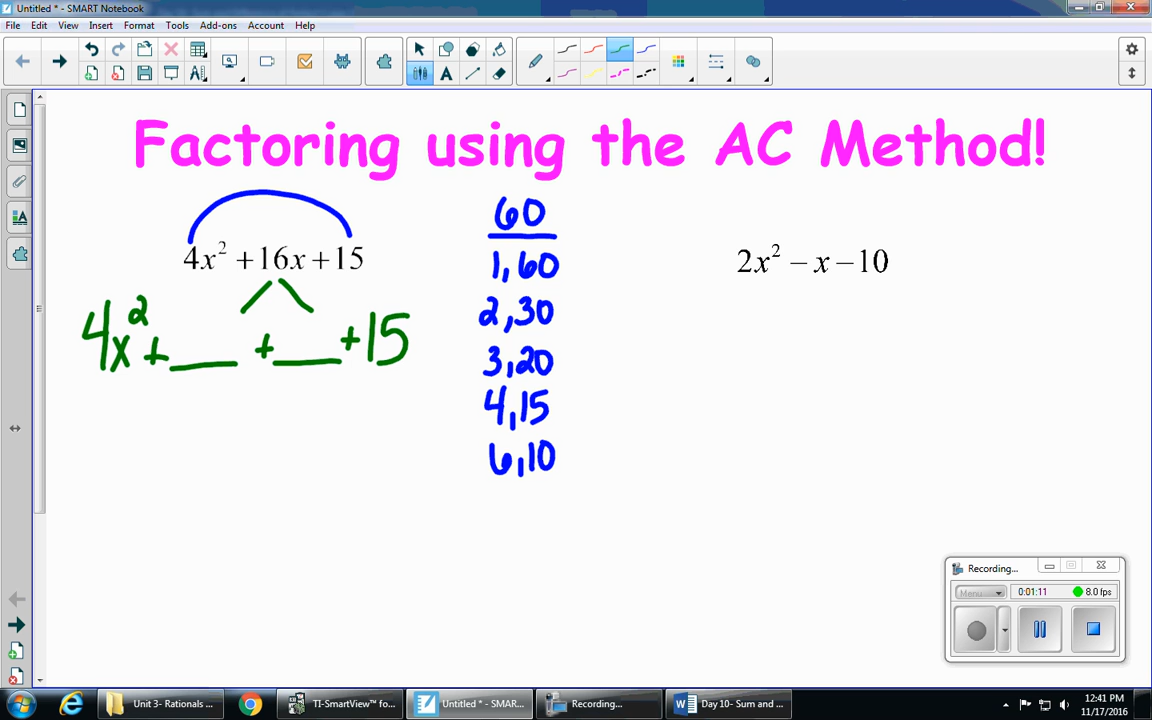 Untitled * - SMART Notebook
File Edit View Insert Format Tools Add-ons Account Help
Factoring using the AC Method!
4x² + 16x + 15
4x² + ___ + ___ + 15
60
1, 60
2, 30
3, 20
4, 15
6, 10
2x² – x – 10
Recording...
Menu 0:01:11 8.0 fps
Unit 3- Rationals ... TI-SmartView™ fo... Untitled * - SMAR... Recording... Day 10- Sum and ... 12:41 PM
11/17/2016